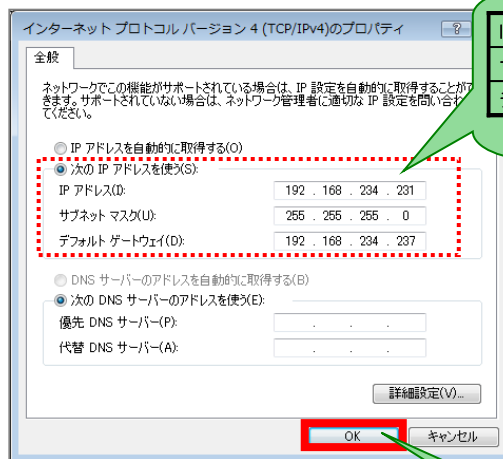 インターネット プロトコル バージョン 4 (TCP/IPv4)のプロパティ
全般
ネットワークでこの機能がサポートされている場合は、IP 設定を自動的に取得することがで
きます。サポートされていない場合は、ネットワーク管理者に適切な IP 設定を問い合わ
てください。
IP アドレスを自動的に取得する(O)
次の IP アドレスを使う(S):
IP アドレス(I): 192 . 168 . 234 . 231
サブネット マスク(U): 255 . 255 . 255 . 0
デフォルト ゲートウェイ(D): 192 . 168 . 234 . 237
DNS サーバーのアドレスを自動的に取得する(B)
次の DNS サーバーのアドレスを使う(E):
優先 DNS サーバー(P): . . .
代替 DNS サーバー(A): . . .
詳細設定(V)...
OK キャンセル